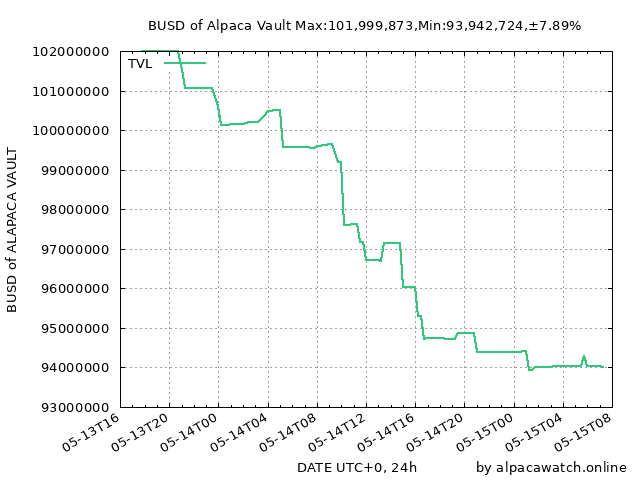 BUSD of Alpaca Vault Max:101,999,873,Min:93,942,724,±7.89%
TVL
BUSD of ALAPACA VAULT
102000000
101000000
100000000
99000000
98000000
97000000
96000000
95000000
94000000
93000000
05-13T16
05-13T20
05-14T00
05-14T04
05-14T08
05-14T12
05-14T16
05-14T20
05-15T00
05-15T04
05-15T08
DATE UTC+0, 24h
by alpacawatch.online